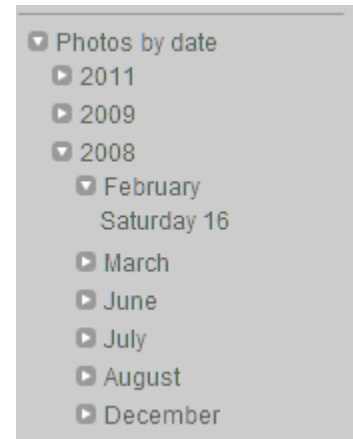 Photos by date
2011
2009
2008
February
Saturday 16
March
June
July
August
December